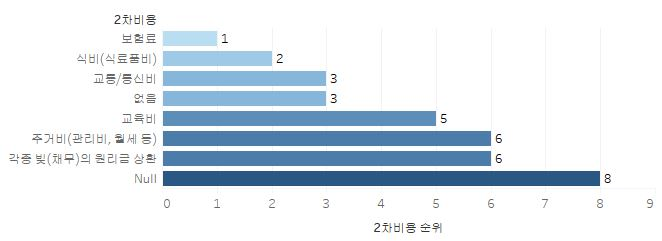 2차비용
보험료 1
식비(식료품비) 2
교통/통신비 3
없음 3
교육비 5
주거비(관리비, 월세 등) 6
각종 빚(채무)의 원리금 상환 6
Null 8
0 1 2 3 4 5 6 7 8 9
2차비용 순위